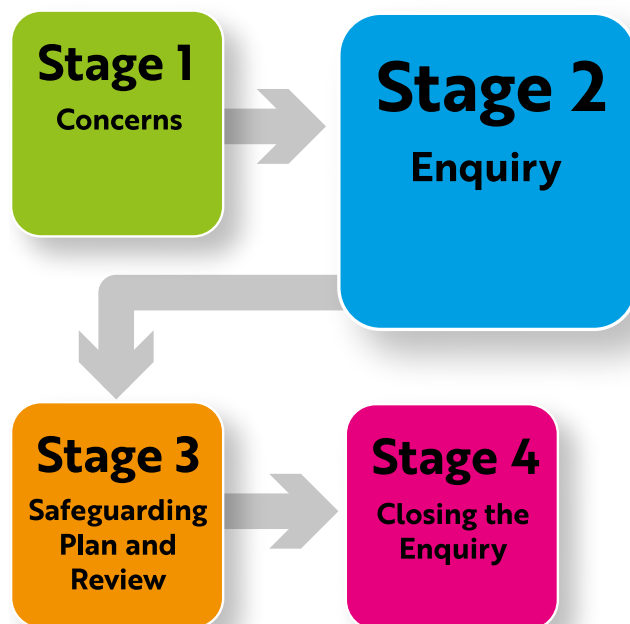 Stage 1
Concerns
Stage 2
Enquiry
Stage 3
Safeguarding
Plan and
Review
Stage 4
Closing the
Enquiry